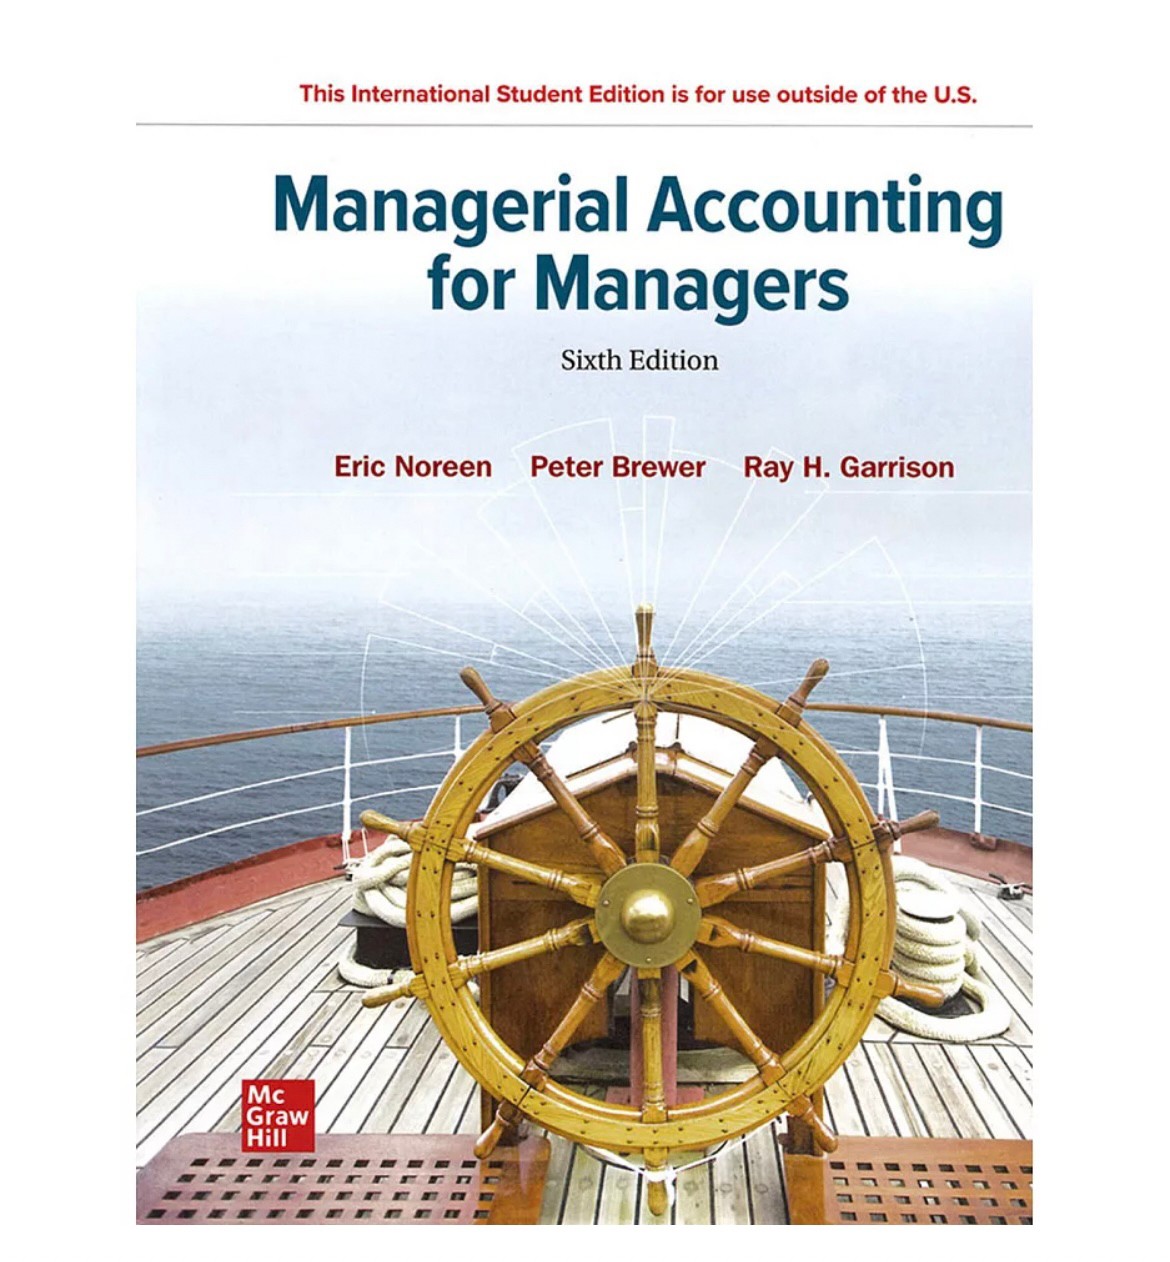 This International Student Edition is for use outside of the U.S.
Managerial Accounting
for Managers
Sixth Edition
Eric Noreen Peter Brewer Ray H. Garrison
Mc
Graw
Hill